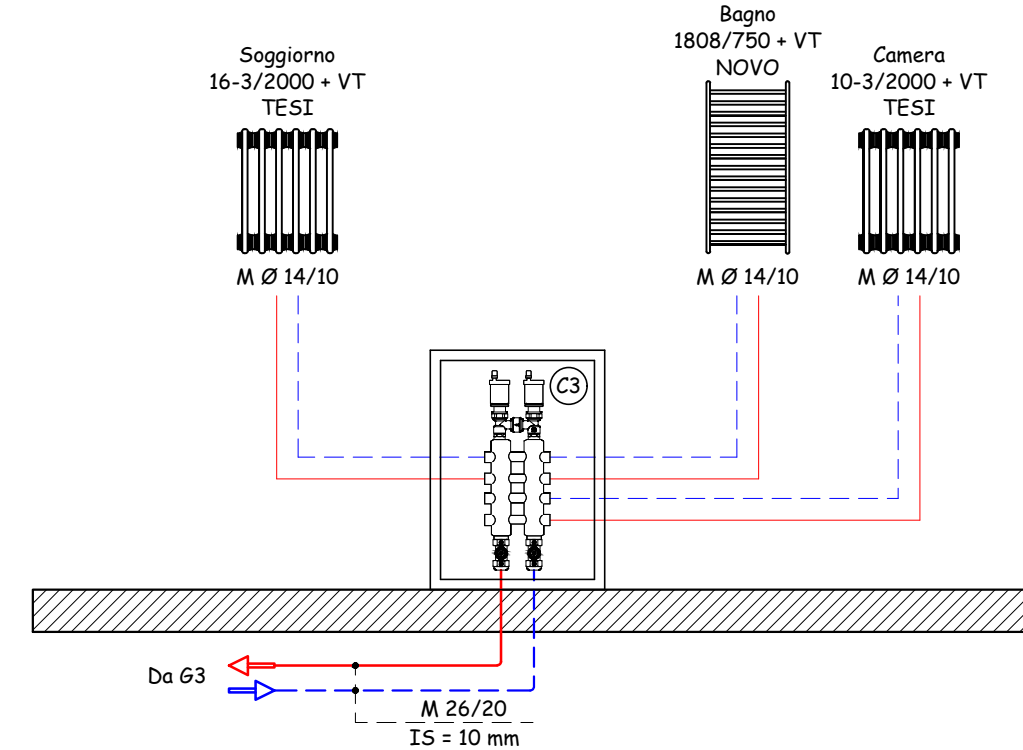 Soggiorno
16-3/2000 + VT
TESI
M Ø 14/10
Bagno
1808/750 + VT
NOVO
M Ø 14/10
Camera
10-3/2000 + VT
TESI
M Ø 14/10
C3
Da G3
M 26/20
IS = 10 mm